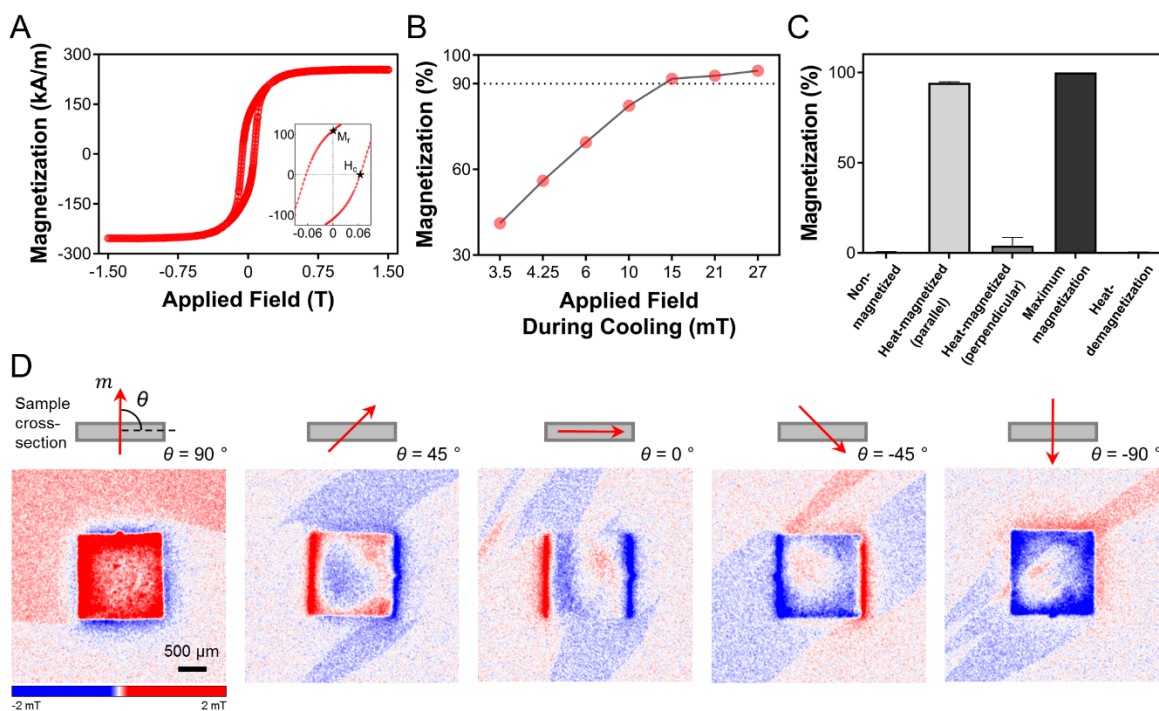 A
Magnetization (kA/m)
300
150
0
-150
-300
-1.50
-0.75
0
0.75
1.50
Applied Field (T)
100
0
-100
-0.06
0
0.06
Mr
Hc
B
Magnetization (%)
100
90
60
30
3.5
4.25
6
10
15
21
27
Applied Field
During Cooling (mT)
C
Magnetization (%)
100
50
0
Non-
magnetized
Heat-magnetized
(parallel)
Heat-magnetized
(perpendicular)
Maximum
magnetization
Heat-
demagnetization
D
Sample
cross-
section
m
θ
θ = 90 °
θ = 45 °
θ = 0 °
θ = -45 °
θ = -90 °
500 µm
-2 mT
2 mT